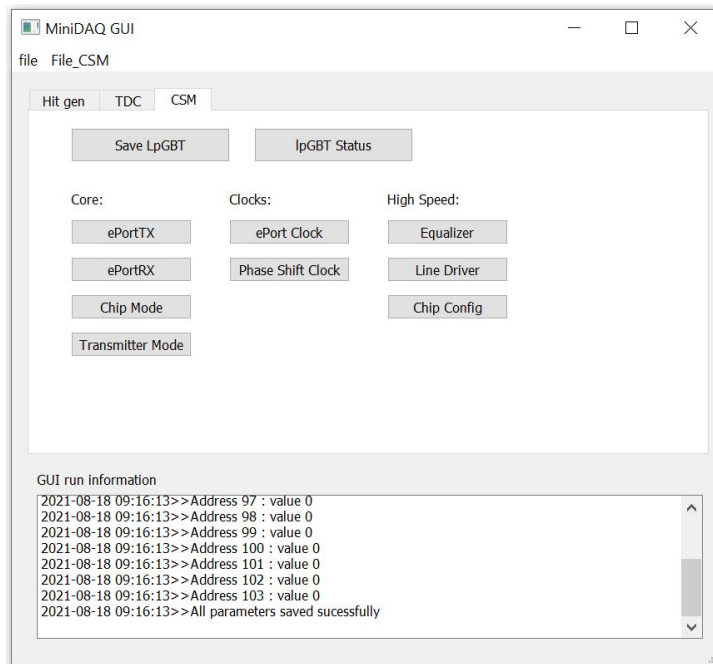 MiniDAQ GUI
file File_CSM
Hit gen TDC CSM
Save LpGBT lpGBT Status
Core: Clocks: High Speed:
ePortTX ePort Clock Equalizer
ePortRX Phase Shift Clock Line Driver
Chip Mode Chip Config
Transmitter Mode
GUI run information
2021-08-18 09:16:13>>Address 97 : value 0
2021-08-18 09:16:13>>Address 98 : value 0
2021-08-18 09:16:13>>Address 99 : value 0
2021-08-18 09:16:13>>Address 100 : value 0
2021-08-18 09:16:13>>Address 101 : value 0
2021-08-18 09:16:13>>Address 102 : value 0
2021-08-18 09:16:13>>Address 103 : value 0
2021-08-18 09:16:13>>All parameters saved sucessfully